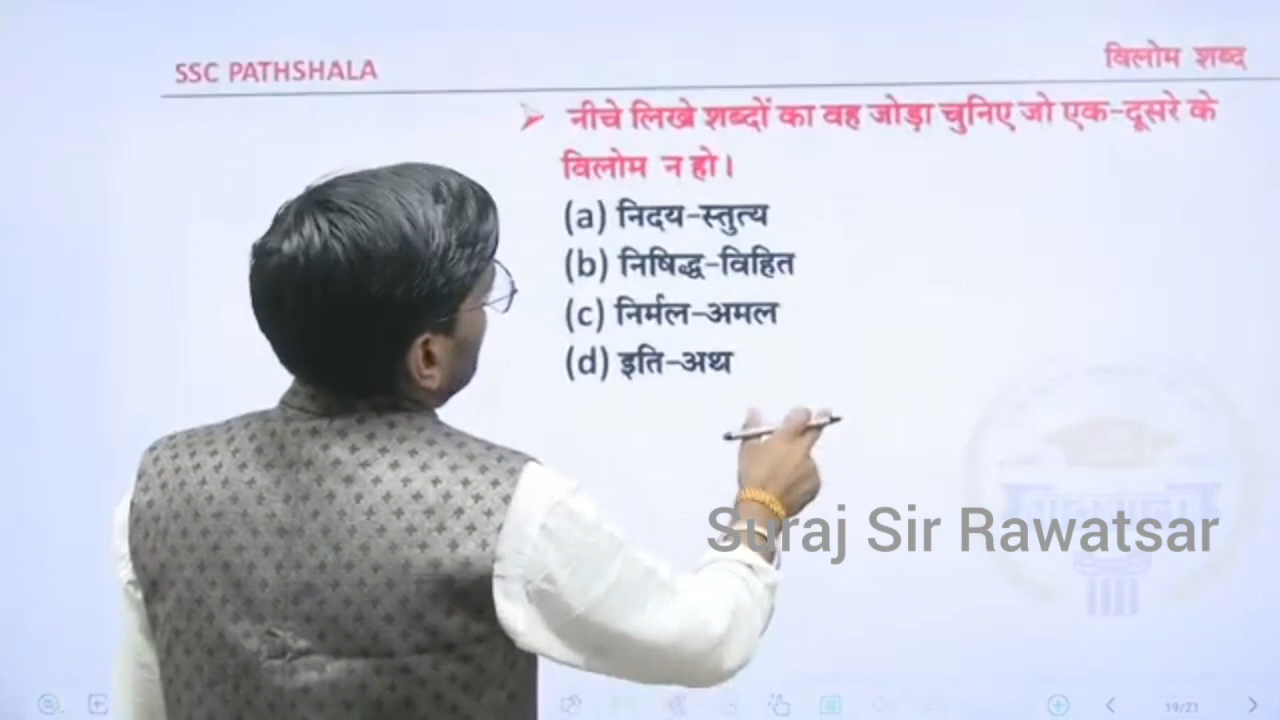 SSC PATHSHALA
विलोम शब्द
➢ नीचे लिखे शब्दों का वह जोड़ा चुनिए जो एक-दूसरे के
विलोम न हो।
(a) निदय-स्तुत्य
(b) निषिद्ध-विहित
(c) निर्मल-अमल
(d) इति-अथ
Suraj Sir Rawatsar
19/21